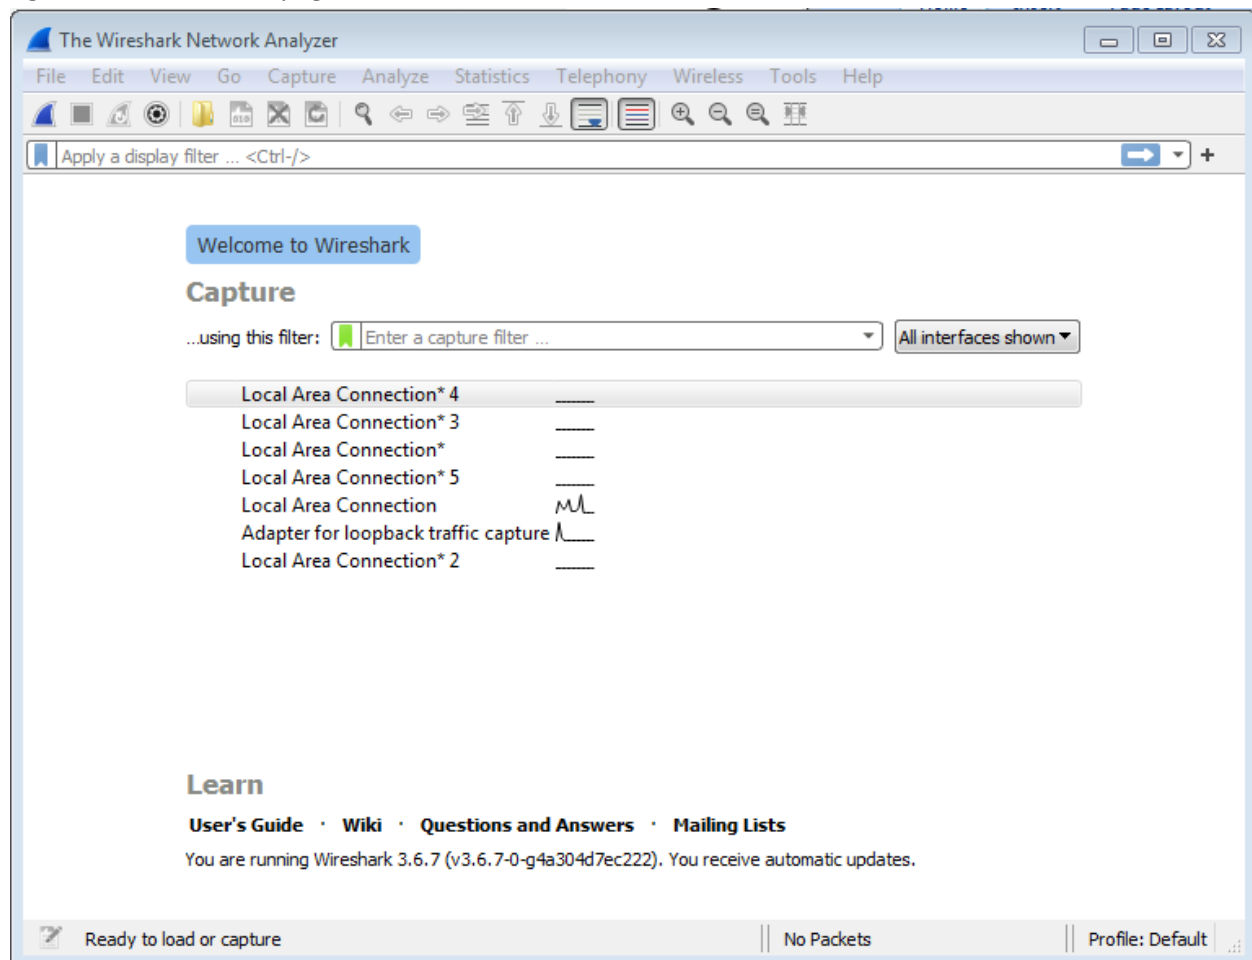 The Wireshark Network Analyzer
File Edit View Go Capture Analyze Statistics Telephony Wireless Tools Help
Apply a display filter ... <Ctrl-/>
+
Welcome to Wireshark
Capture
...using this filter: Enter a capture filter ... All interfaces shown
Local Area Connection* 4
Local Area Connection* 3
Local Area Connection*
Local Area Connection* 5
Local Area Connection
Adapter for loopback traffic capture
Local Area Connection* 2
Learn
User's Guide · Wiki · Questions and Answers · Mailing Lists
You are running Wireshark 3.6.7 (v3.6.7-0-g4a304d7ec222). You receive automatic updates.
Ready to load or capture No Packets Profile: Default